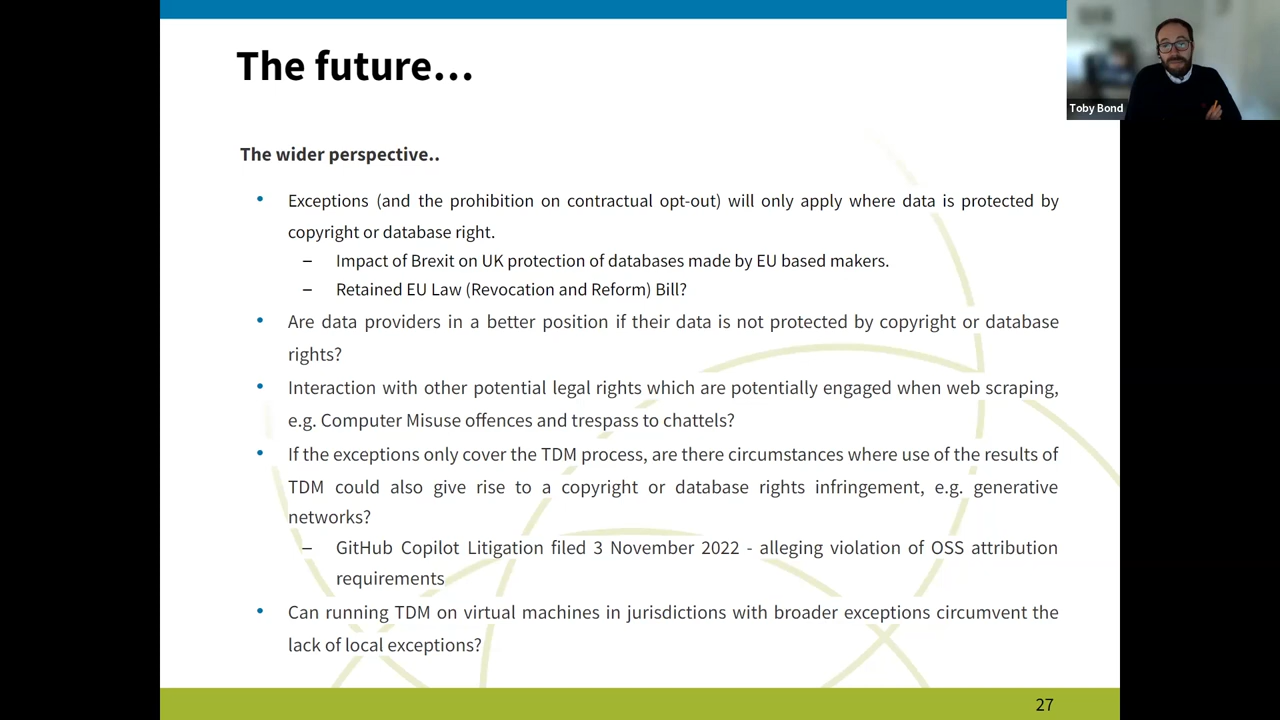 The future...
Toby Bond
The wider perspective..
• Exceptions (and the prohibition on contractual opt-out) will only apply where data is protected by
copyright or database right.
– Impact of Brexit on UK protection of databases made by EU based makers.
– Retained EU Law (Revocation and Reform) Bill?
• Are data providers in a better position if their data is not protected by copyright or database
rights?
• Interaction with other potential legal rights which are potentially engaged when web scraping,
e.g. Computer Misuse offences and trespass to chattels?
• If the exceptions only cover the TDM process, are there circumstances where use of the results of
TDM could also give rise to a copyright or database rights infringement, e.g. generative
networks?
– GitHub Copilot Litigation filed 3 November 2022 - alleging violation of OSS attribution
requirements
• Can running TDM on virtual machines in jurisdictions with broader exceptions circumvent the
lack of local exceptions?
27